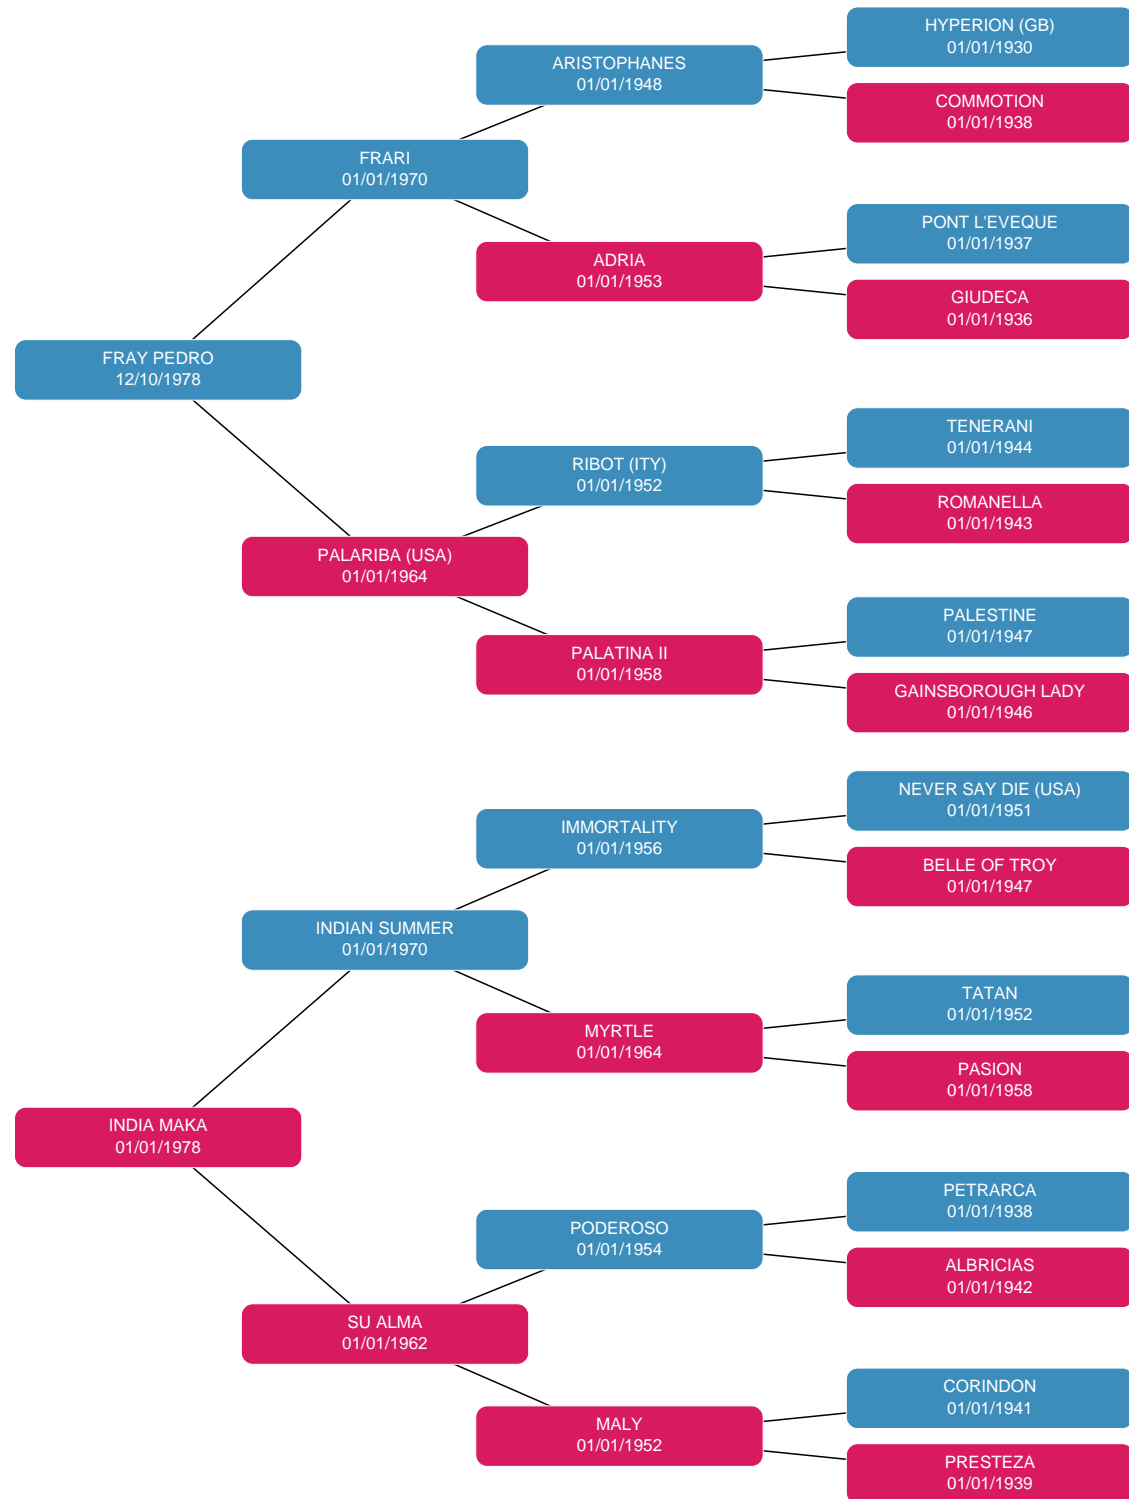 HYPERION (GB)
01/01/1930
ARISTOPHANES
01/01/1948
COMMOTION
01/01/1938
FRARI
01/01/1970
PONT L'EVEQUE
01/01/1937
ADRIA
01/01/1953
GIUDECA
01/01/1936
FRAY PEDRO
12/10/1978
TENERANI
01/01/1944
RIBOT (ITY)
01/01/1952
ROMANELLA
01/01/1943
PALARIBA (USA)
01/01/1964
PALESTINE
01/01/1947
PALATINA II
01/01/1958
GAINSBOROUGH LADY
01/01/1946
NEVER SAY DIE (USA)
01/01/1951
IMMORTALITY
01/01/1956
BELLE OF TROY
01/01/1947
INDIAN SUMMER
01/01/1970
TATAN
01/01/1952
MYRTLE
01/01/1964
PASION
01/01/1958
INDIA MAKA
01/01/1978
PETRARCA
01/01/1938
PODEROSO
01/01/1954
ALBRICIAS
01/01/1942
SU ALMA
01/01/1962
CORINDON
01/01/1941
MALY
01/01/1952
PRESTEZA
01/01/1939